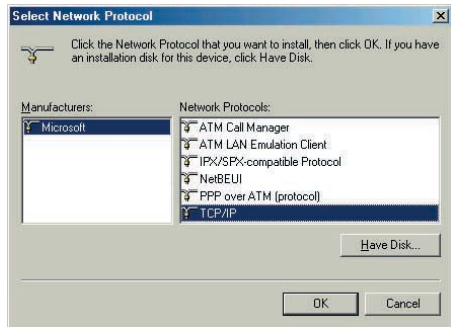 Select Network Protocol
Click the Network Protocol that you want to install, then click OK. If you have
an installation disk for this device, click Have Disk.
Manufacturers:
Network Protocols:
Microsoft
ATM Call Manager
ATM LAN Emulation Client
IPX/SPX-compatible Protocol
NetBEUI
PPP over ATM (protocol)
TCP/IP
Have Disk...
OK
Cancel